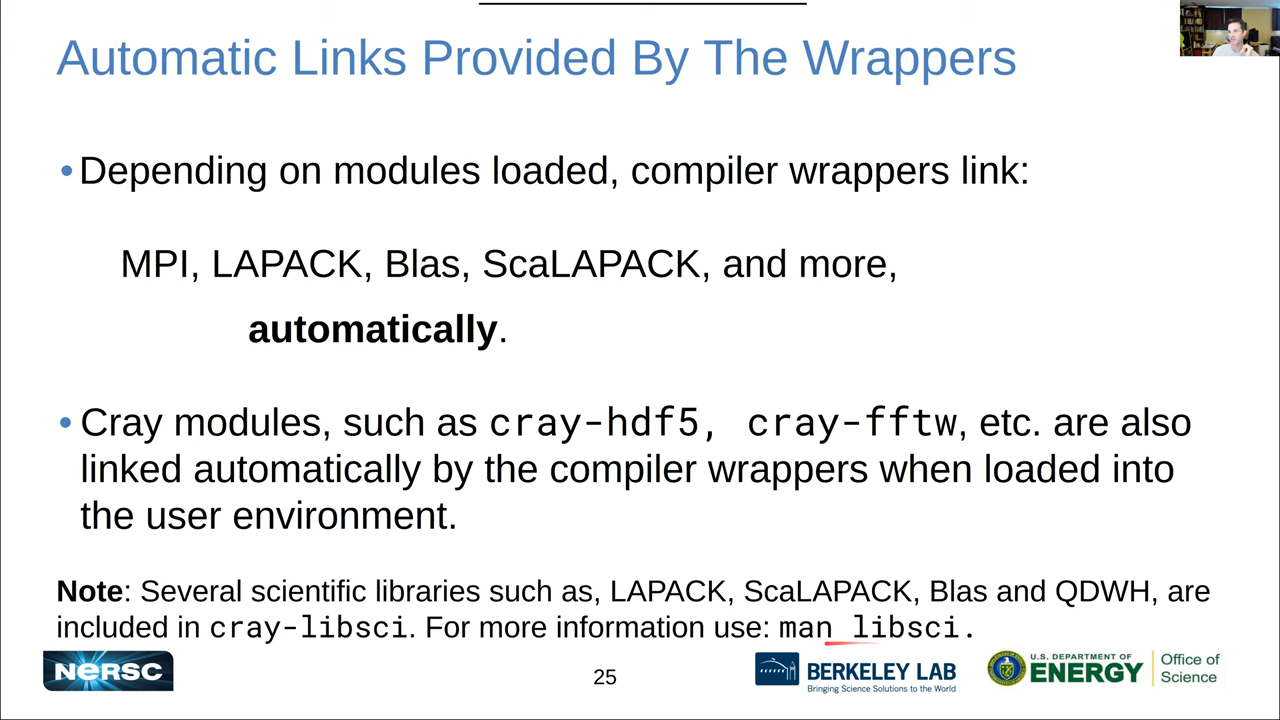 Automatic Links Provided By The Wrappers
•Depending on modules loaded, compiler wrappers link:
MPI, LAPACK, Blas, ScaLAPACK, and more,
automatically.
•Cray modules, such as cray-hdf5, cray-fftw, etc. are also
linked automatically by the compiler wrappers when loaded into
the user environment.
Note: Several scientific libraries such as, LAPACK, ScaLAPACK, Blas and QDWH, are
included in cray-libsci. For more information use: man libsci.
NERSC
25
BERKELEY LAB
Bringing Science Solutions to the World
U.S. DEPARTMENT OF
ENERGY
Office of
Science